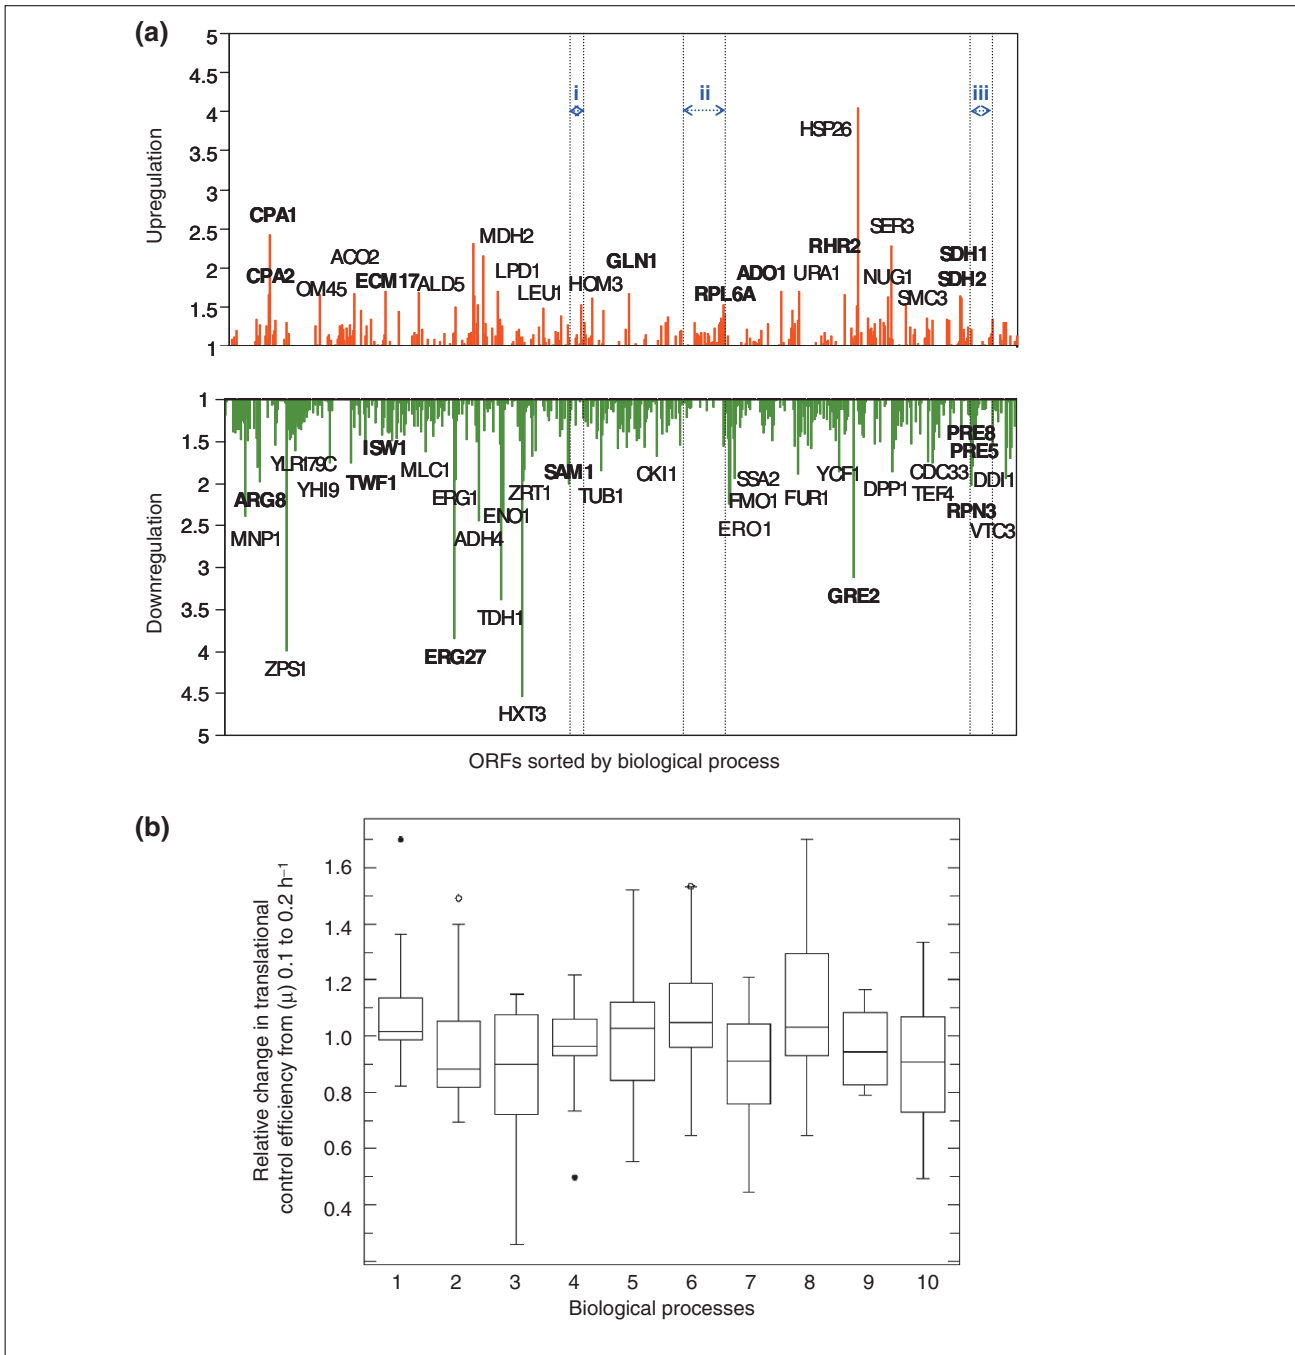 (a)
5
4.5
4
3.5
3
2.5
2
1.5
1
Upregulation
i
ii
iii
HSP26
CPA1
SER3
MDH2
RHR2
SDH1
ACO2
GLN1
CPA2
ECM17
LPD1
ADO1
URA1
NUG1
SDH2
OM45
ALD5
LEU1
HOM3
RPL6A
SMC3
1
1.5
2
2.5
3
3.5
4
4.5
5
Downregulation
PRE8
ISW1
PRE5
YLR179C
MLC1
SAM1
CKI1
YCF1
CDC33
DDI1
YHI9
TWF1
ZRT1
SSA2
DPP1
ARG8
ERG1
TUB1
FMO1
FUR1
TEF4
ENO1
RPN3
MNP1
ADH4
ERO1
VTC3
GRE2
TDH1
ZPS1
ERG27
HXT3
ORFs sorted by biological process
(b)
Relative change in translational
control efficiency from (μ) 0.1 to 0.2 h⁻¹
1.6
1.4
1.2
1.0
0.8
0.6
0.4
1 2 3 4 5 6 7 8 9 10
Biological processes